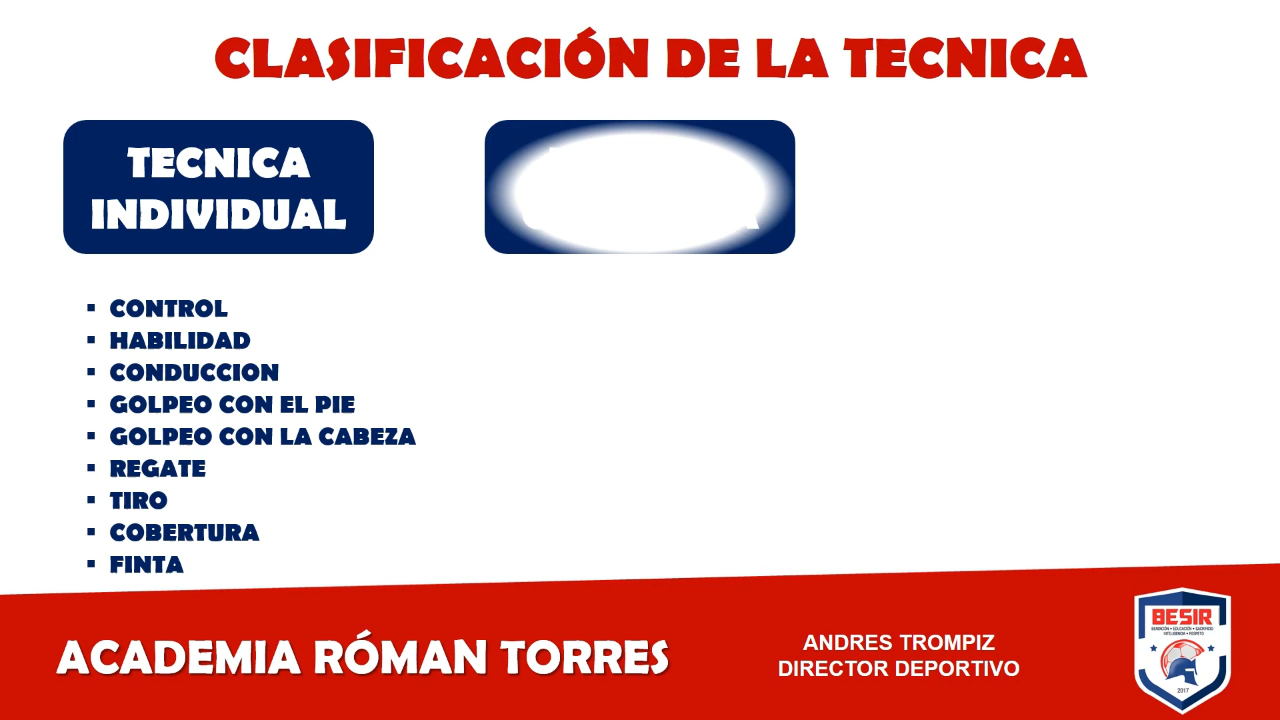 CLASIFICACIÓN DE LA TECNICA
TECNICA
INDIVIDUAL
▪ CONTROL
▪ HABILIDAD
▪ CONDUCCION
▪ GOLPEO CON EL PIE
▪ GOLPEO CON LA CABEZA
▪ REGATE
▪ TIRO
▪ COBERTURA
▪ FINTA
ACADEMIA RÓMAN TORRES
ANDRES TROMPIZ
DIRECTOR DEPORTIVO
BESIR
2017